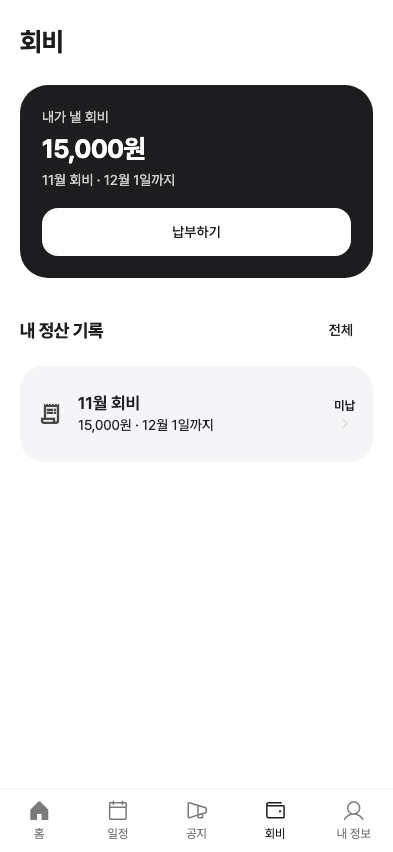 회비
내가 낼 회비
15,000원
11월 회비 · 12월 1일까지
납부하기
내 정산 기록
전체
11월 회비
15,000원 · 12월 1일까지
미납
홈
일정
공지
회비
내 정보